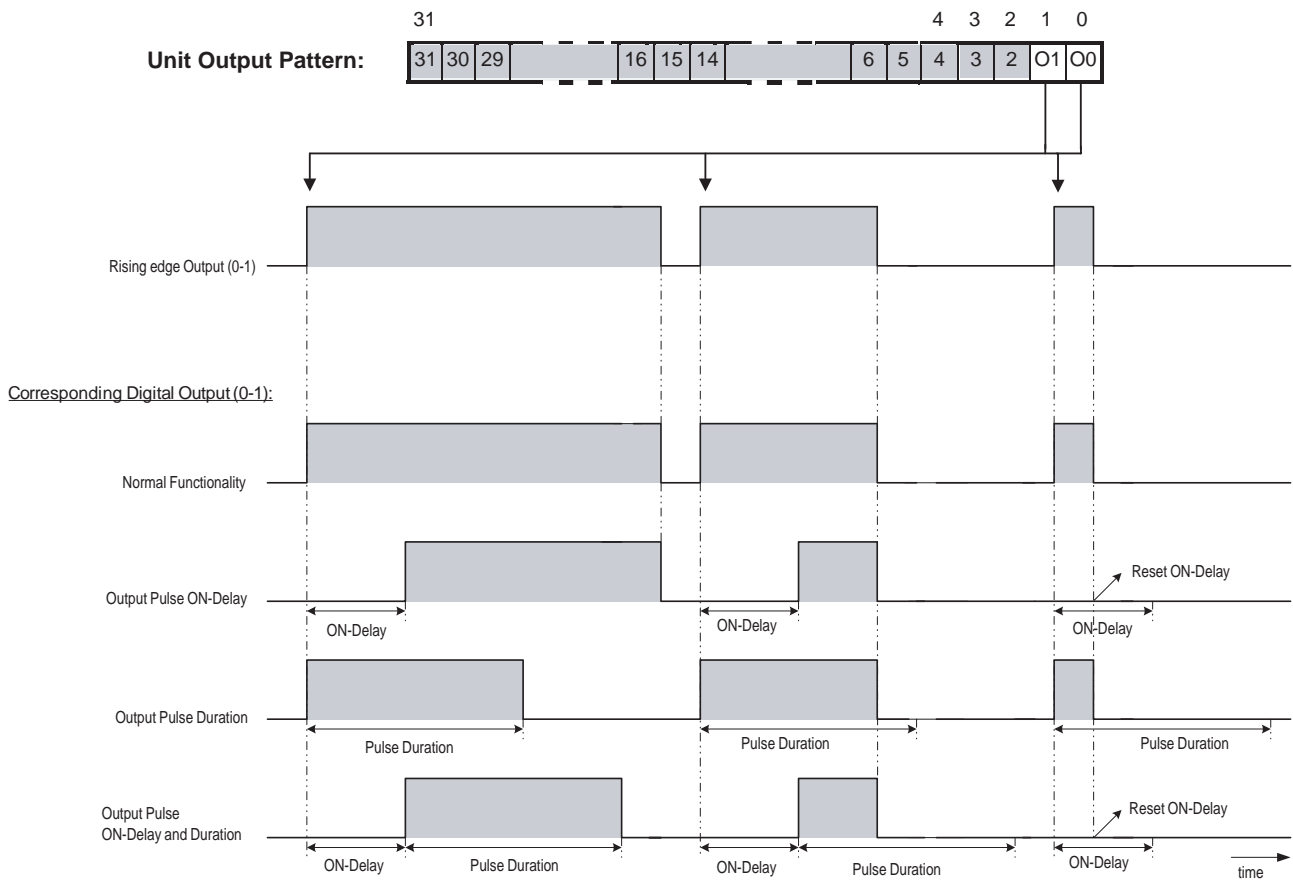 31 4 3 2 1 0
Unit Output Pattern: 31 30 29 16 15 14 6 5 4 3 2 O1 O0
Rising edge Output (0-1)
Corresponding Digital Output (0-1):
Normal Functionality
Reset ON-Delay
Output Pulse ON-Delay
ON-Delay ON-Delay ON-Delay
Output Pulse Duration
Pulse Duration Pulse Duration Pulse Duration
Output Pulse
ON-Delay and Duration
Reset ON-Delay
ON-Delay Pulse Duration ON-Delay Pulse Duration ON-Delay time